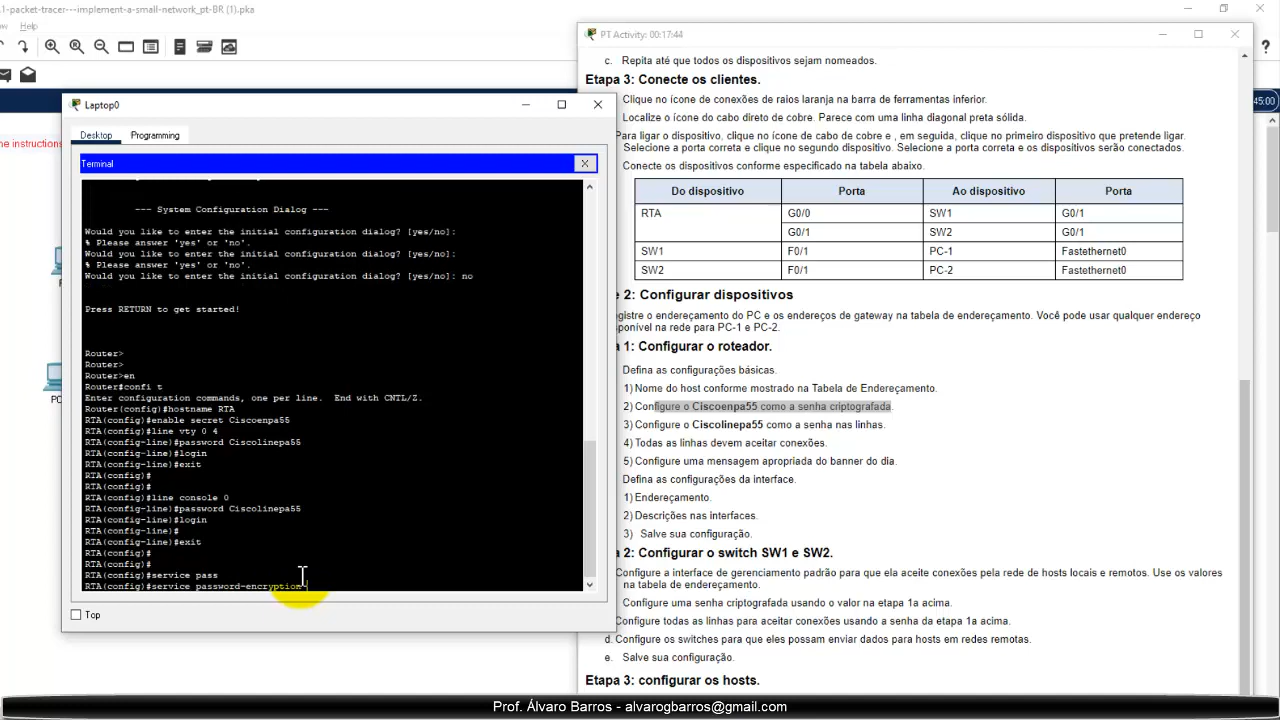 .1-packet-tracer---implement-a-small-network_pt-BR (1).pka
Help
he instructions
45:00
Laptop0
Desktop
Programming
Terminal
--- System Configuration Dialog ---
Would you like to enter the initial configuration dialog? [yes/no]:
% Please answer 'yes' or 'no'.
Would you like to enter the initial configuration dialog? [yes/no]:
% Please answer 'yes' or 'no'.
Would you like to enter the initial configuration dialog? [yes/no]: no
Press RETURN to get started!
Router>
Router>
Router>en
Router#confi t
Enter configuration commands, one per line.  End with CNTL/Z.
Router(config)#hostname RTA
RTA(config)#enable secret Ciscoenpa55
RTA(config)#line vty 0 4
RTA(config-line)#password Ciscolinepa55
RTA(config-line)#login
RTA(config-line)#exit
RTA(config)#
RTA(config)#
RTA(config)#line console 0
RTA(config-line)#password Ciscolinepa55
RTA(config-line)#login
RTA(config-line)#
RTA(config-line)#exit
RTA(config)#
RTA(config)#
RTA(config)#service pass
RTA(config)#service password-encryption
Top
PT Activity: 00:17:44
c. Repita até que todos os dispositivos sejam nomeados.
Etapa 3: Conecte os clientes.
Clique no ícone de conexões de raios laranja na barra de ferramentas inferior.
Localize o ícone do cabo direto de cobre. Parece com uma linha diagonal preta sólida.
Para ligar o dispositivo, clique no ícone de cabo de cobre e , em seguida, clique no primeiro dispositivo que pretende ligar.
Selecione a porta correta e clique no segundo dispositivo. Selecione a porta correta e os dispositivos serão conectados.
Conecte os dispositivos conforme especificado na tabela abaixo.
Do dispositivo Porta Ao dispositivo Porta
RTA G0/0 SW1 G0/1
G0/1 SW2 G0/1
SW1 F0/1 PC-1 Fastethernet0
SW2 F0/1 PC-2 Fastethernet0
e 2: Configurar dispositivos
egistre o endereçamento do PC e os endereços de gateway na tabela de endereçamento. Você pode usar qualquer endereço
sponível na rede para PC-1 e PC-2.
a 1: Configurar o roteador.
Defina as configurações básicas.
1) Nome do host conforme mostrado na Tabela de Endereçamento.
2) Configure o Ciscoenpa55 como a senha criptografada.
3) Configure o Ciscolinepa55 como a senha nas linhas.
4) Todas as linhas devem aceitar conexões.
5) Configure uma mensagem apropriada do banner do dia.
Defina as configurações da interface.
1) Endereçamento.
2) Descrições nas interfaces.
3) Salve sua configuração.
a 2: Configurar o switch SW1 e SW2.
Configure a interface de gerenciamento padrão para que ela aceite conexões pela rede de hosts locais e remotos. Use os valores
na tabela de endereçamento.
Configure uma senha criptografada usando o valor na etapa 1a acima.
Configure todas as linhas para aceitar conexões usando a senha da etapa 1a acima.
d. Configure os switches para que eles possam enviar dados para hosts em redes remotas.
e. Salve sua configuração.
Etapa 3: configurar os hosts.
Prof. Álvaro Barros - alvarogbarros@gmail.com